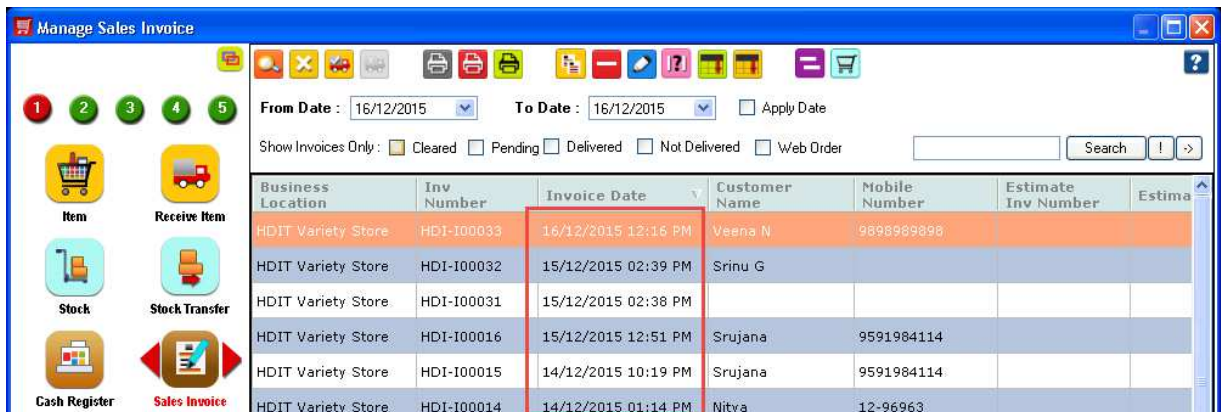 Manage Sales Invoice
1 2 3 4 5
From Date : 16/12/2015 To Date : 16/12/2015 Apply Date
Show Invoices Only : Cleared Pending Delivered Not Delivered Web Order Search ! ->
Item Receive Item
Stock Stock Transfer
Cash Register Sales Invoice
Business Location Inv Number Invoice Date Customer Name Mobile Number Estimate Inv Number Estima
HDIT Variety Store HDI-I00033 16/12/2015 12:16 PM Veena N 9898989898
HDIT Variety Store HDI-I00032 15/12/2015 02:39 PM Srinu G
HDIT Variety Store HDI-I00031 15/12/2015 02:38 PM
HDIT Variety Store HDI-I00016 15/12/2015 12:51 PM Srujana 9591984114
HDIT Variety Store HDI-I00015 14/12/2015 10:19 PM Srujana 9591984114
HDIT Variety Store HDI-I00014 14/12/2015 01:14 PM Nitya 12-96963